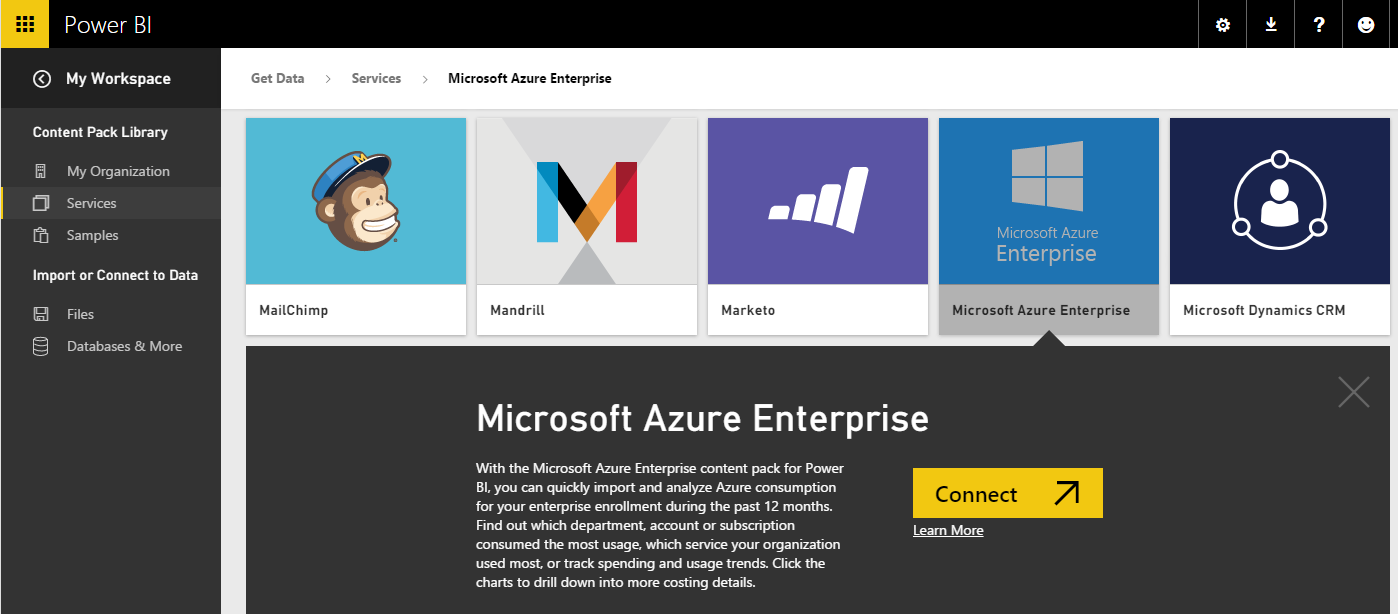 Power BI
?
My Workspace
Get Data > Services > Microsoft Azure Enterprise
Content Pack Library
My Organization
Services
Samples
Import or Connect to Data
Files
Databases & More
Microsoft Azure
Enterprise
MailChimp
Mandrill
Marketo
Microsoft Azure Enterprise
Microsoft Dynamics CRM
Microsoft Azure Enterprise
With the Microsoft Azure Enterprise content pack for Power
BI, you can quickly import and analyze Azure consumption
for your enterprise enrollment during the past 12 months.
Find out which department, account or subscription
consumed the most usage, which service your organization
used most, or track spending and usage trends. Click the
charts to drill down into more costing details.
Connect
Learn More